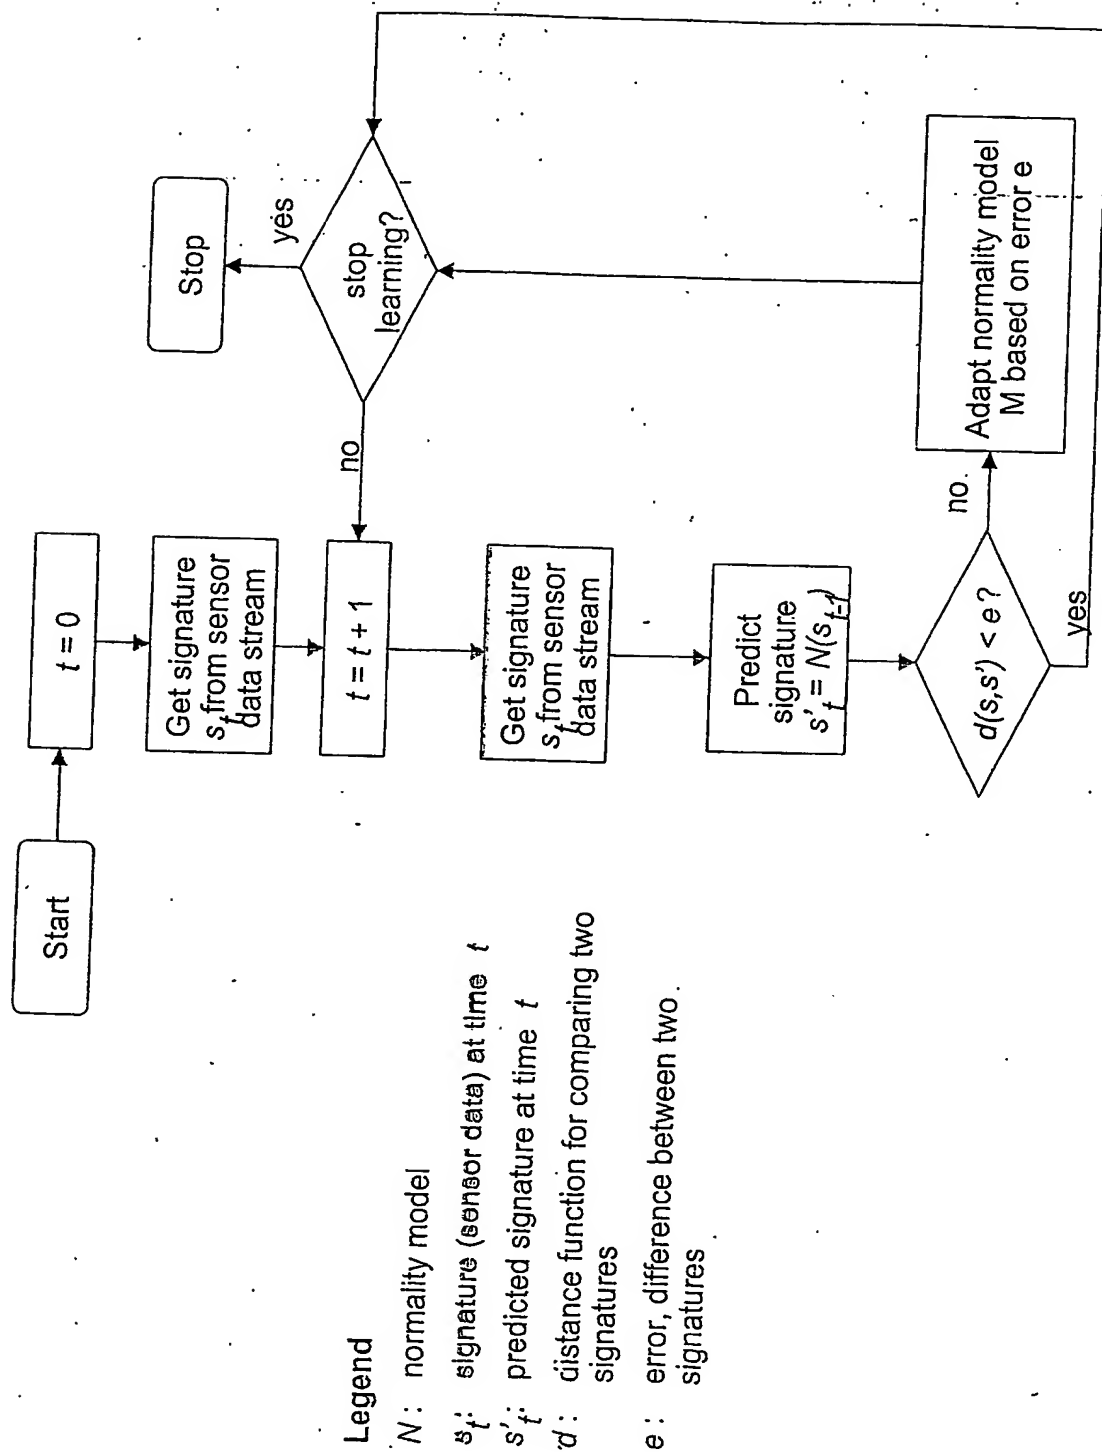 Start
t = 0
Get signature
s_t from sensor
data stream
t = t + 1
Get signature
s_t from sensor
data stream
Predict
signature
s'_t = N(s_{t-1})
d(s,s') < e ?
no.
yes
Adapt normality model
M based on error e
stop
learning?
yes
no
Stop
Legend
N : normality model
s_t: signature (sensor data) at time t
s'_t: predicted signature at time t
d : distance function for comparing two
signatures
e : error, difference between two
signatures